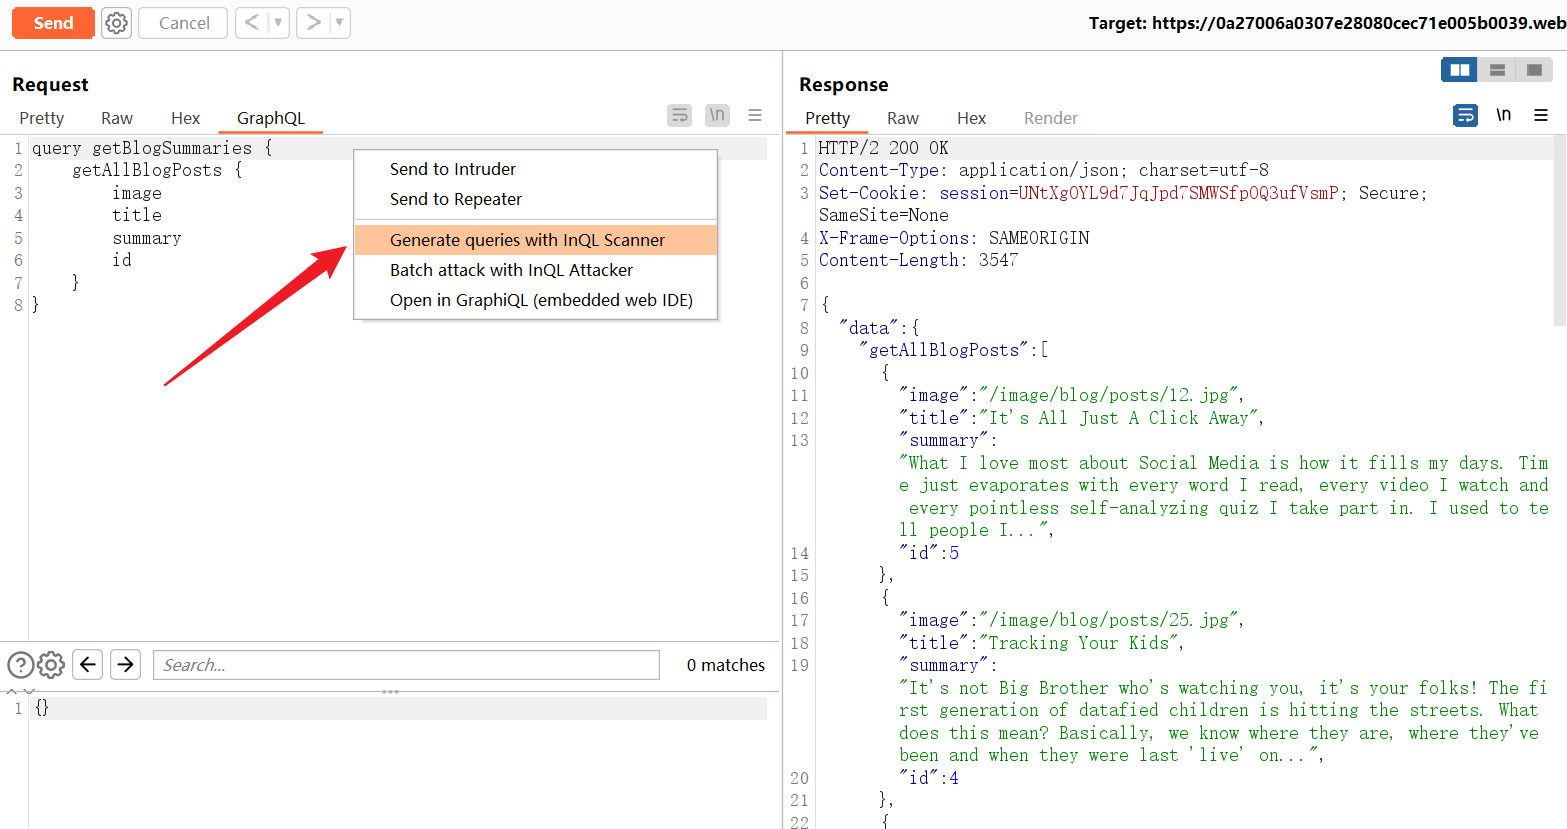 Send
Cancel
<
>
Target: https://0a27006a0307e28080cec71e005b0039.web
Request
Pretty Raw Hex GraphQL
\n
1 query getBlogSummaries {
2 getAllBlogPosts {
3 image
4 title
5 summary
6 id
7 }
8 }
Send to Intruder
Send to Repeater
Generate queries with InQL Scanner
Batch attack with InQL Attacker
Open in GraphiQL (embedded web IDE)
Search...
0 matches
1 {}
Response
Pretty Raw Hex Render
\n
1 HTTP/2 200 OK
2 Content-Type: application/json; charset=utf-8
3 Set-Cookie: session=UNtXgOYL9d7JqJpd7SMWSfpOQ3ufVsmP; Secure;
SameSite=None
4 X-Frame-Options: SAMEORIGIN
5 Content-Length: 3547
6
7 {
8 "data":{
9 "getAllBlogPosts":[
10 {
11 "image":"/image/blog/posts/12.jpg",
12 "title":"It's All Just A Click Away",
13 "summary":
"What I love most about Social Media is how it fills my days. Tim
e just evaporates with every word I read, every video I watch and
every pointless self-analyzing quiz I take part in. I used to te
ll people I...",
14 "id":5
15 },
16 {
17 "image":"/image/blog/posts/25.jpg",
18 "title":"Tracking Your Kids",
19 "summary":
"It's not Big Brother who's watching you, it's your folks! The fi
rst generation of datafied children is hitting the streets. What
does this mean? Basically, we know where they are, where they've
been and when they were last 'live' on...",
20 "id":4
21 },
22 {